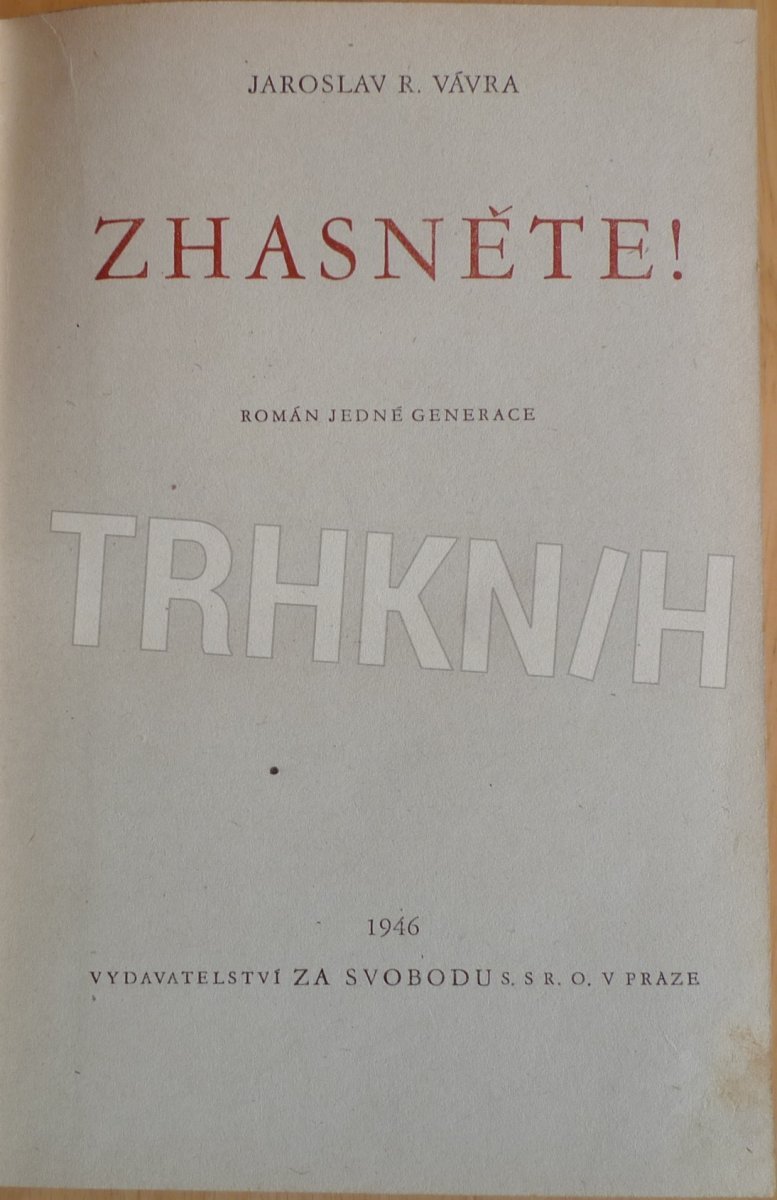 JAROSLAV R. VÁVRA
ZHASNĚTE!
ROMÁN JEDNÉ GENERACE
TRHKNIH
1946
VYDAVATELSTVÍ ZA SVOBODU S. S R. O. V PRAZE